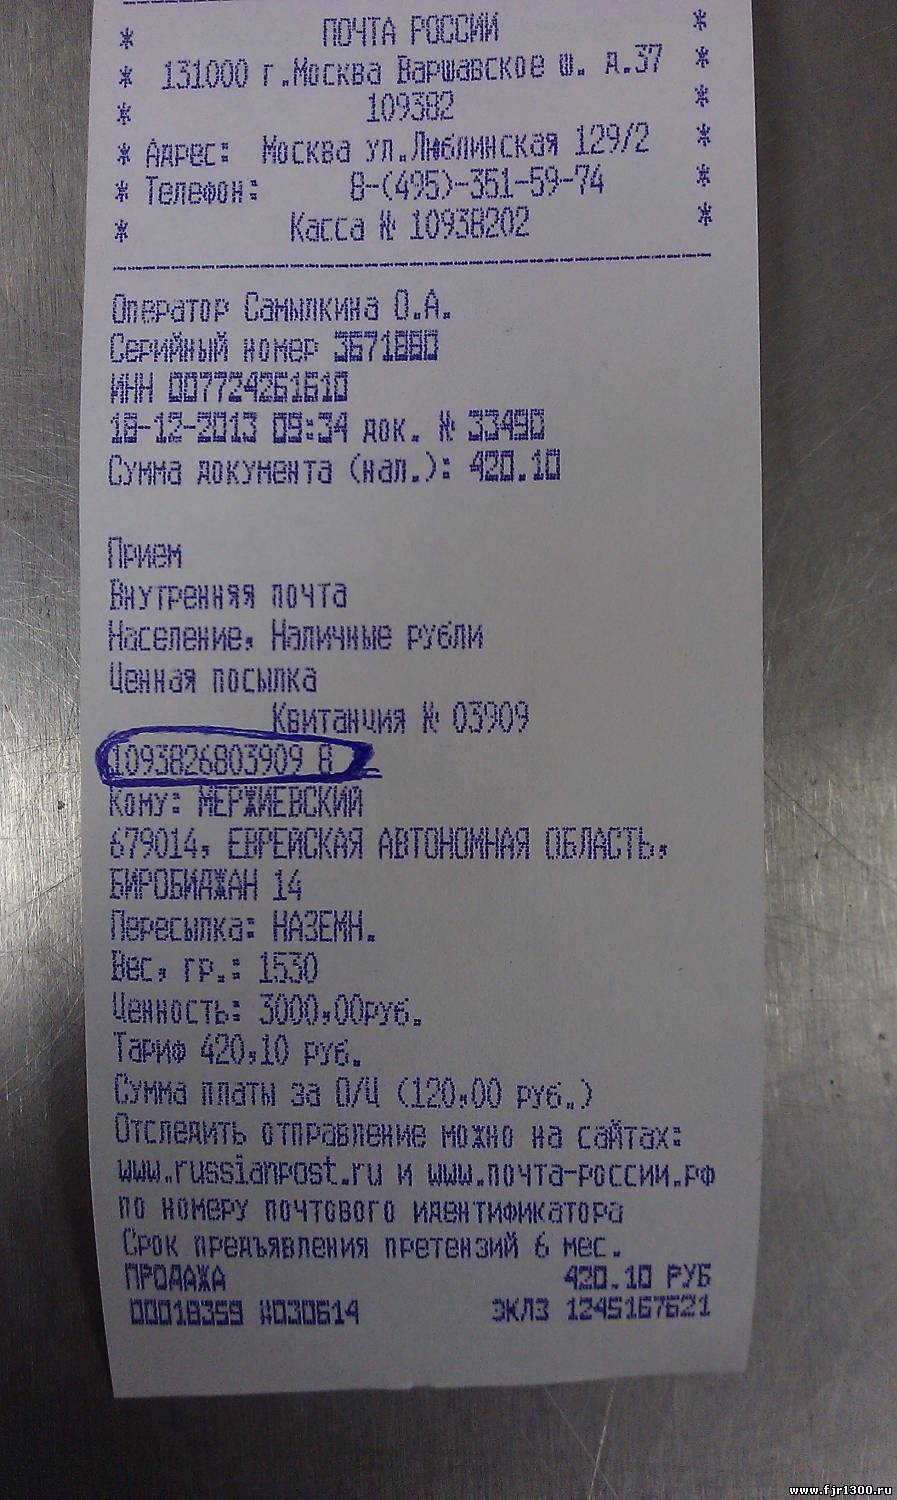 * ПОЧТА РОССИИ *
* 131000 г.Москва Варшавское ш. д.37 *
* 109382 *
* Адрес: Москва ул.Люблинская 129/2 *
* Телефон: 8-(495)-351-59-74 *
* Касса № 10938202 *
Оператор Самылкина О.А.
Серийный номер 3671880
ИНН 007724261610
18-12-2013 09:34 док. № 33490
Сумма документа (нал.): 420.10
Прием
Внутренняя почта
Население, Наличные рубли
Ценная посылка
Квитанция № 03909
1093826803909 В
Кому: МЕРЖИЕВСКИЙ
679014, ЕВРЕЙСКАЯ АВТОНОМНАЯ ОБЛАСТЬ,
БИРОБИДЖАН 14
Пересылка: НАЗЕМН.
Вес, гр.: 1530
Ценность: 3000,00руб.
Тариф 420,10 руб.
Сумма платы за О/Ц (120,00 руб.)
Отследить отправление можно на сайтах:
www.russianpost.ru и www.почта-россии.рф
по номеру почтового идентификатора
Срок предъявления претензий 6 мес.
ПРОДАЖА 420.10 РУБ
00018359 #030614 ЭКЛЗ 1245167621
www.fjr1300.ru